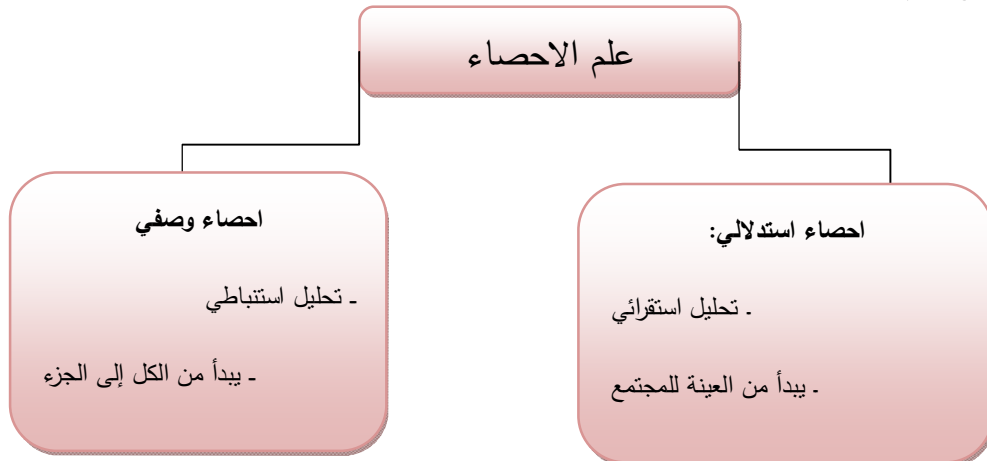 علم الاحصاء
احصاء استدلالي:
ـ تحليل استقرائي
ـ يبدأ من العينة للمجتمع
احصاء وصفي
ـ تحليل استنباطي
ـ يبدأ من الكل إلى الجزء